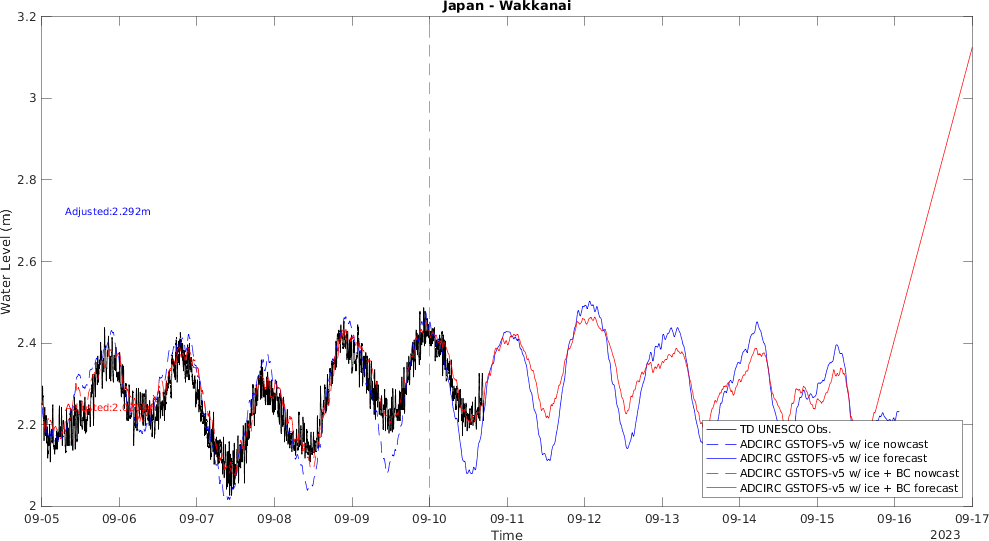 Japan - Wakkanai
3.2
3
2.8
2.6
2.4
2.2
2
Water Level (m)
Adjusted:2.292m
09-05
09-06
09-07
09-08
09-09
09-10
09-11
09-12
09-13
09-14
09-15
09-16
09-17
Time
2023
TD UNESCO Obs.
ADCIRC GSTOFS-v5 w/ ice nowcast
ADCIRC GSTOFS-v5 w/ ice forecast
ADCIRC GSTOFS-v5 w/ ice + BC nowcast
ADCIRC GSTOFS-v5 w/ ice + BC forecast